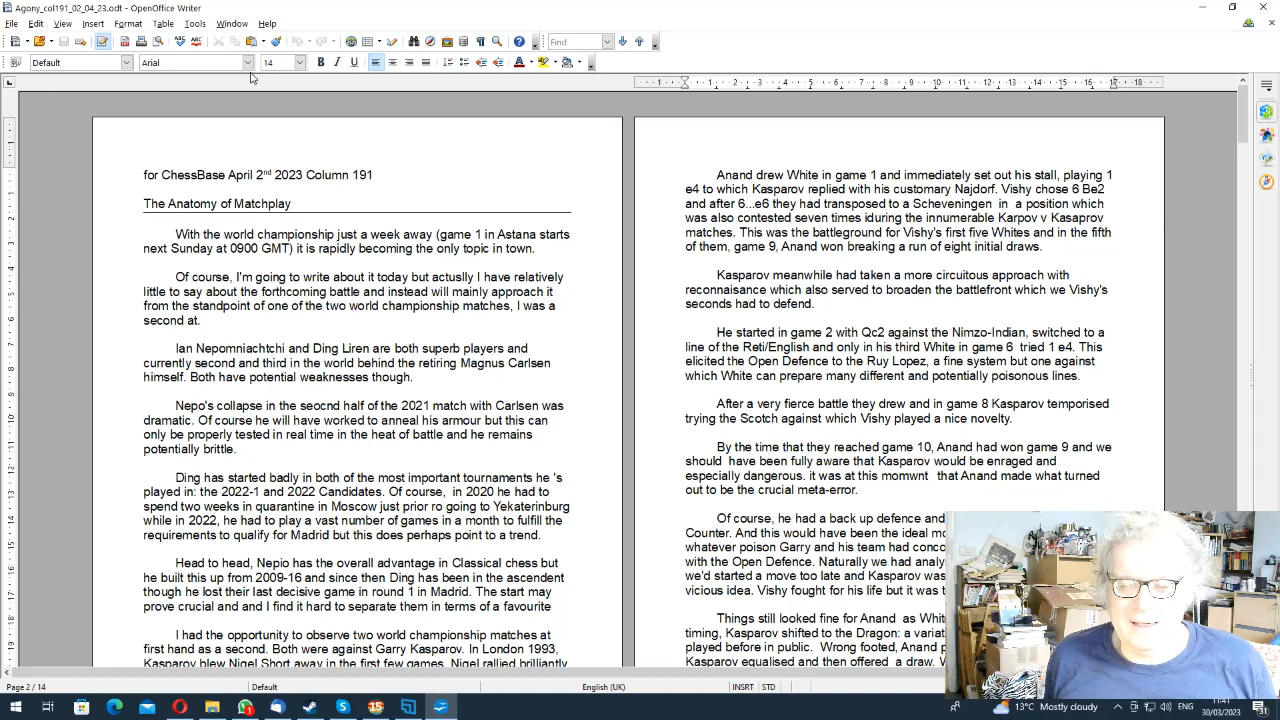 Agony_col191_02_04_23.odt - OpenOffice Writer
File Edit View Insert Format Table Tools Window Help
Find
Default Arial 14
for ChessBase April 2nd 2023 Column 191
The Anatomy of Matchplay
With the world championship just a week away (game 1 in Astana starts
next Sunday at 0900 GMT) it is rapidly becoming the only topic in town.
Of course, I'm going to write about it today but actuslly I have relatively
little to say about the forthcoming battle and instead will mainly approach it
from the standpoint of one of the two world championship matches, I was a
second at.
Ian Nepomniachtchi and Ding Liren are both superb players and
currently second and third in the world behind the retiring Magnus Carlsen
himself. Both have potential weaknesses though.
Nepo's collapse in the seocnd half of the 2021 match with Carlsen was
dramatic. Of course he will have worked to anneal his armour but this can
only be properly tested in real time in the heat of battle and he remains
potentially brittle.
Ding has started badly in both of the most important tournaments he 's
played in: the 2022-1 and 2022 Candidates. Of course,  in 2020 he had to
spend two weeks in quarantine in Moscow just prior ro going to Yekaterinburg
while in 2022, he had to play a vast number of games in a month to fulfill the
requirements to qualify for Madrid but this does perhaps point to a trend.
Head to head, Nepio has the overall advantage in Classical chess but
he built this up from 2009-16 and since then Ding has been in the ascendent
though he lost their last decisive game in round 1 in Madrid. The start may
prove crucial and and I find it hard to separate them in terms of a favourite
I had the opportunity to observe two world championship matches at
first hand as a second. Both were against Garry Kasparov. In London 1993,
Kasparov blew Nigel Short away in the first few games. Nigel rallied brilliantly
Anand drew White in game 1 and immediately set out his stall, playing 1
e4 to which Kasparov replied with his customary Najdorf. Vishy chose 6 Be2
and after 6...e6 they had transposed to a Scheveningen  in  a position which
was also contested seven times iduring the innumerable Karpov v Kasaprov
matches. This was the battleground for Vishy's first five Whites and in the fifth
of them, game 9, Anand won breaking a run of eight initial draws.
Kasparov meanwhile had taken a more circuitous approach with
reconnaisance which also served to broaden the battlefront which we Vishy's
seconds had to defend.
He started in game 2 with Qc2 against the Nimzo-Indian, switched to a
line of the Reti/English and only in his third White in game 6  tried 1 e4. This
elicited the Open Defence to the Ruy Lopez, a fine system but one against
which White can prepare many different and potentially poisonous lines.
After a very fierce battle they drew and in game 8 Kasparov temporised
trying the Scotch against which Vishy played a nice novelty.
By the time that they reached game 10, Anand had won game 9 and we
should  have been fully aware that Kasparov would be enraged and
especially dangerous. it was at this momwnt  that Anand made what turned
out to be the crucial meta-error.
Of course, he had a back up defence and
Counter. And this would have been the ideal
whatever poison Garry and his team had
with the Open Defence. Naturally we had
we'd started a move too late and Kasparov was
vicious idea. Vishy fought for his life but it was
Things still looked fine for Anand  as
timing, Kasparov shifted to the Dragon: a
played before in public.  Wrong footed, Anand
Kasparov equalised and then offered  a draw.
Page 2 / 14 Default English (UK) INSRT STD
13°C Mostly cloudy ENG 11:41
30/03/2023